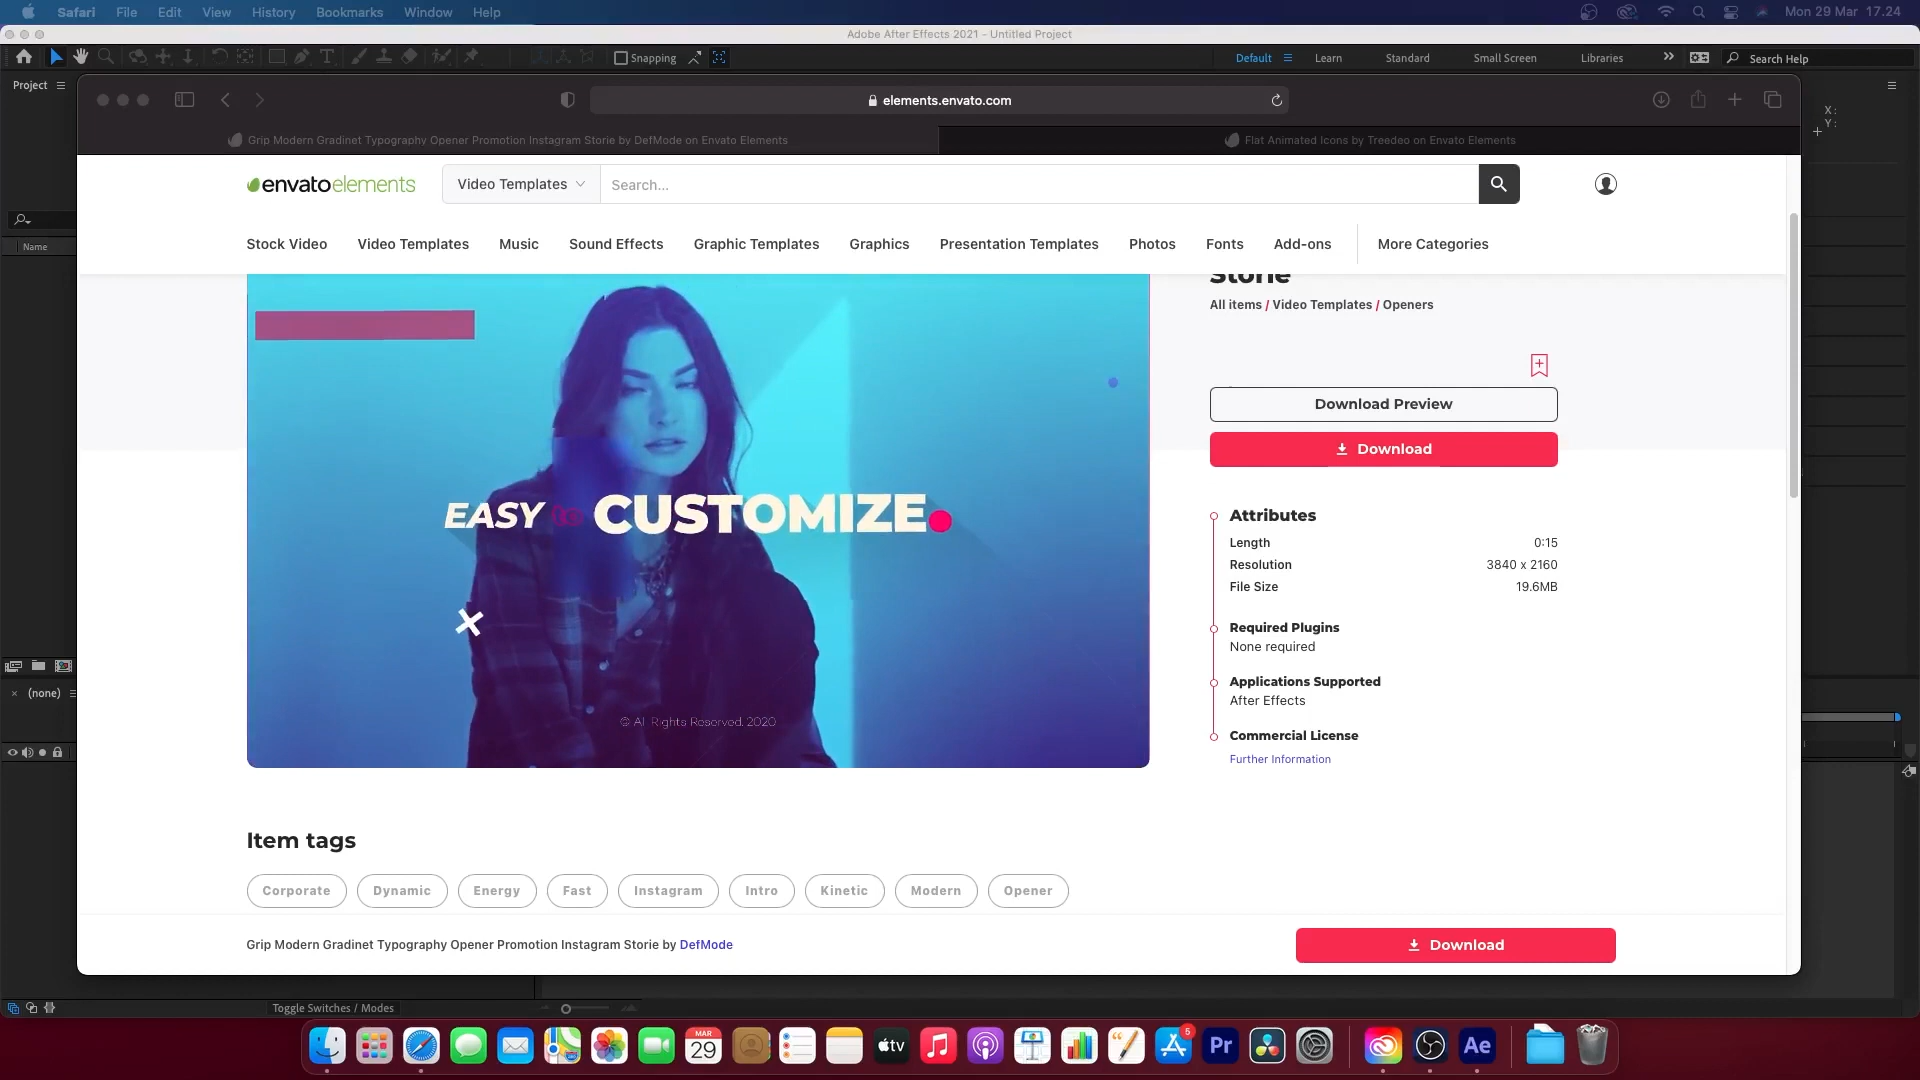 Safari File Edit View History Bookmarks Window Help Mon 29 Mar 17.24
Adobe After Effects 2021 - Untitled Project
Snapping Default Learn Standard Small Screen Libraries Search Help
Project
X :
Y :
elements.envato.com
Grip Modern Gradinet Typography Opener Promotion Instagram Storie by DefMode on Envato Elements
Flat Animated Icons by Treedeo on Envato Elements
envatoelements Video Templates Search...
Stock Video Video Templates Music Sound Effects Graphic Templates Graphics Presentation Templates Photos Fonts Add-ons More Categories
Name
Storie
All items / Video Templates / Openers
Download Preview
Download
EASY to CUSTOMIZE.
© All Rights Reserved. 2020
Attributes
Length 0:15
Resolution 3840 x 2160
File Size 19.6MB
Required Plugins
None required
Applications Supported
After Effects
Commercial License
Further Information
(none)
Item tags
Corporate Dynamic Energy Fast Instagram Intro Kinetic Modern Opener
Grip Modern Gradinet Typography Opener Promotion Instagram Storie by DefMode
Download
Toggle Switches / Modes
MAR
29
tv
5
Pr
Ae